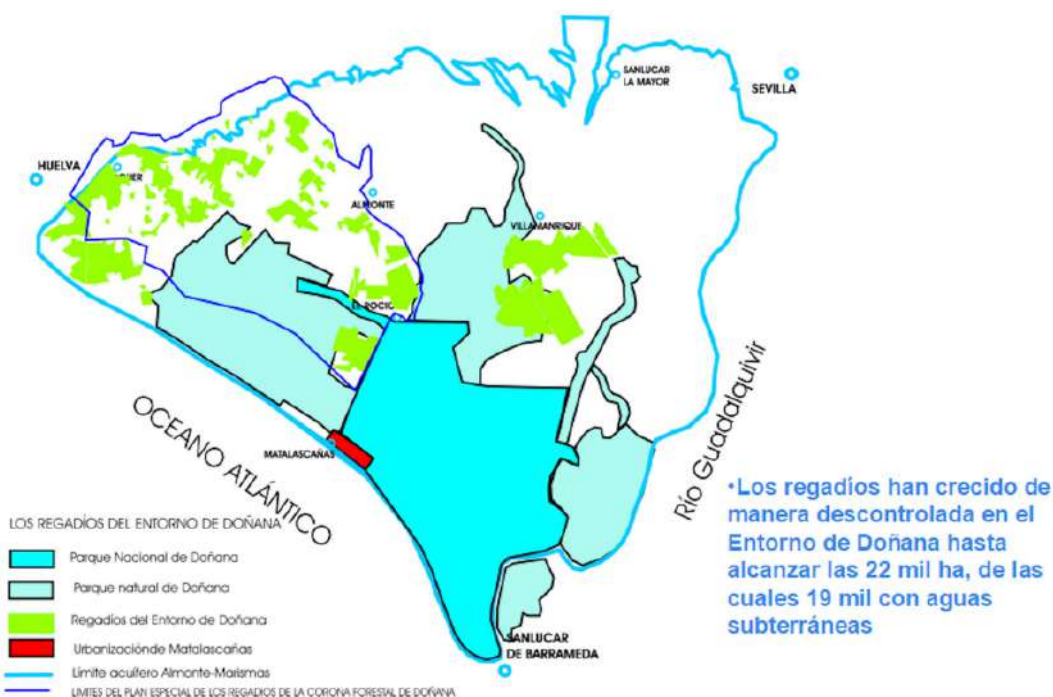 SANLUCAR
LA MAYOR
SEVILLA
HUELVA
ALMONTE
VILLAMANRIQUE
EL ROCIO
OCEANO ATLÁNTICO
MATALASCAÑAS
Río Guadalquivir
SANLUCAR
DE BARRAMEDA
LOS REGADÍOS DEL ENTORNO DE DOÑANA
Parque Nacional de Doñana
Parque natural de Doñana
Regadíos del Entorno de Doñana
Urbanizaciónde Matalascañas
Límite acuífero Almonte-Marismas
LIMITES DEL PLAN ESPECIAL DE LOS REGADIOS DE LA CORONA FORESTAL DE DOÑANA
•Los regadíos han crecido de
manera descontrolada en el
Entorno de Doñana hasta
alcanzar las 22 mil ha, de las
cuales 19 mil con aguas
subterráneas